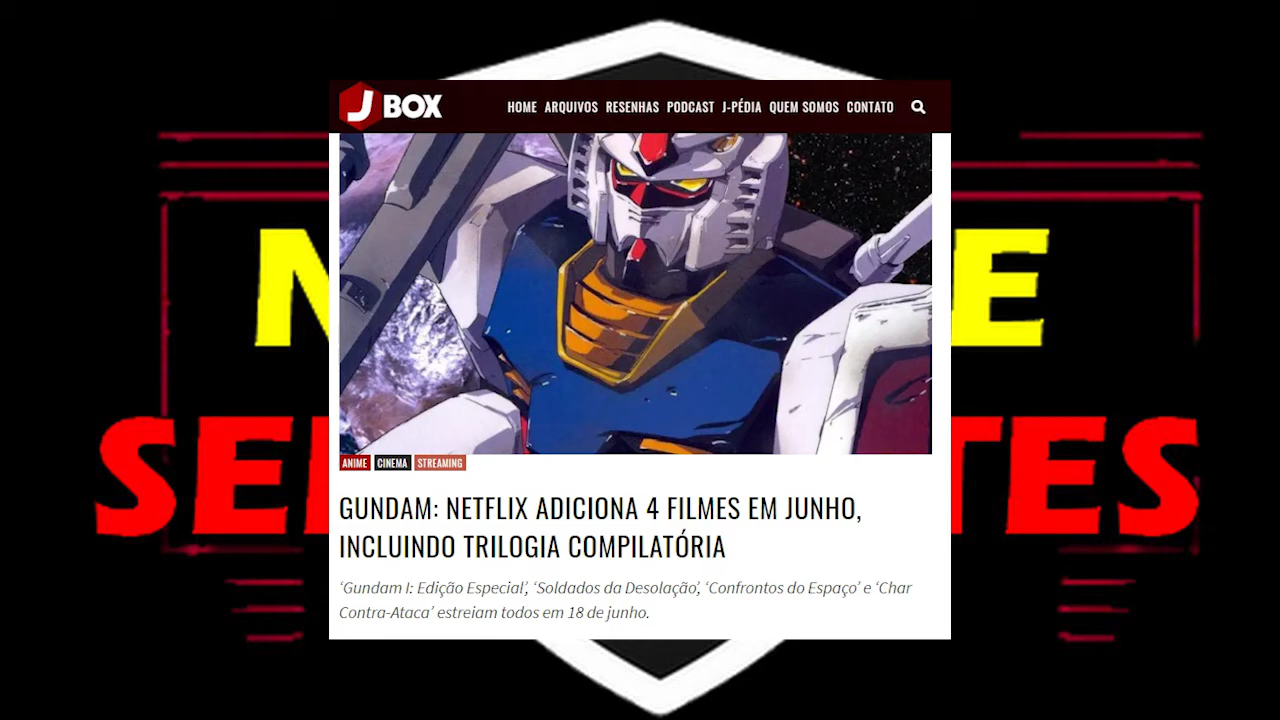 J BOX
HOME ARQUIVOS RESENHAS PODCAST J-PÉDIA QUEM SOMOS CONTATO
ANIME CINEMA STREAMING
GUNDAM: NETFLIX ADICIONA 4 FILMES EM JUNHO,
INCLUINDO TRILOGIA COMPILATÓRIA
‘Gundam I: Edição Especial’, ‘Soldados da Desolação’, ‘Confrontos do Espaço’ e ‘Char
Contra-Ataca’ estreiam todos em 18 de junho.